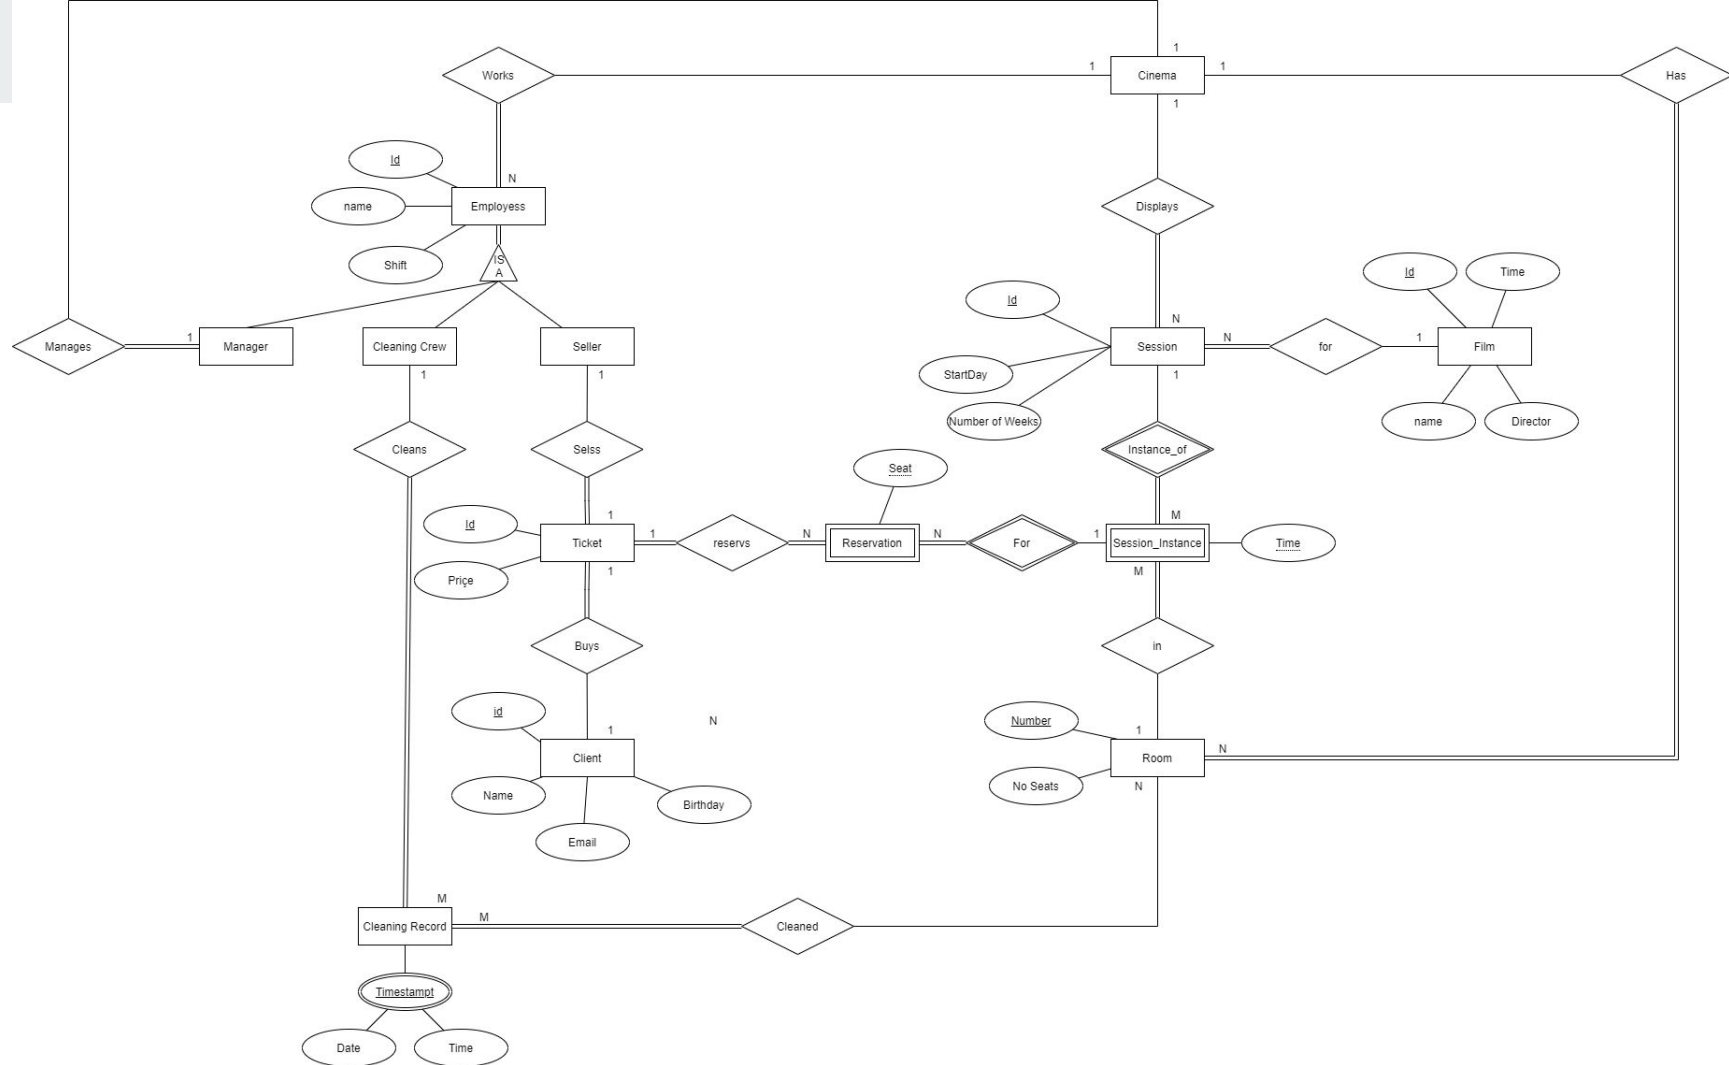 1
Works
1
Cinema
1
Has
1
Id
N
name
Employess
Displays
Shift
IS
A
Id
Time
Id
N
Manages
1
Manager
Cleaning Crew
Seller
Session
N
for
1
Film
StartDay
1
1
1
Number of Weeks
name
Director
Cleans
Selss
Instance_of
Seat
Id
1
M
Ticket
1
reservs
N
Reservation
N
For
1
Session_Instance
Time
Priçe
1
M
Buys
in
id
N
Number
1
1
N
Client
Room
Name
Birthday
No Seats
N
Email
M
Cleaning Record
M
Cleaned
Timestampt
Date
Time